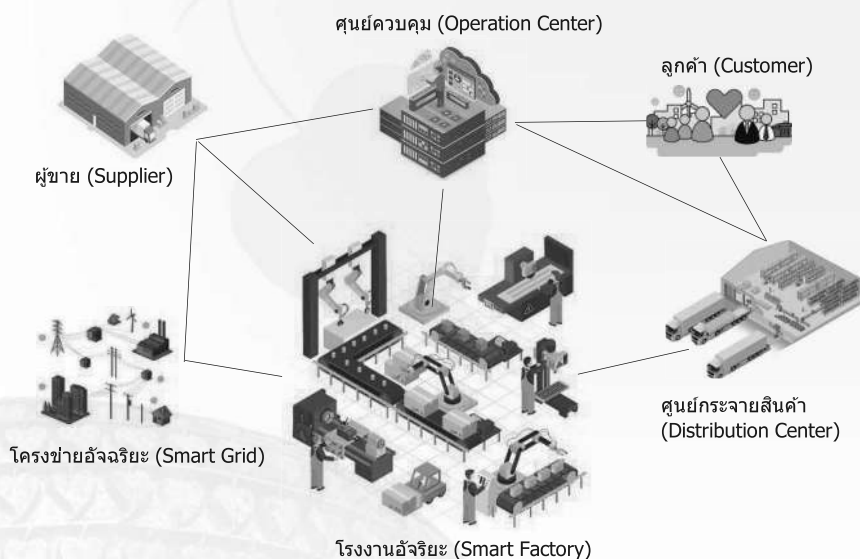 ศูนย์ควบคุม (Operation Center)
ลูกค้า (Customer)
ผู้ขาย (Supplier)
ศูนย์กระจายสินค้า
(Distribution Center)
โครงข่ายอัจฉริยะ (Smart Grid)
โรงงานอัจริยะ (Smart Factory)